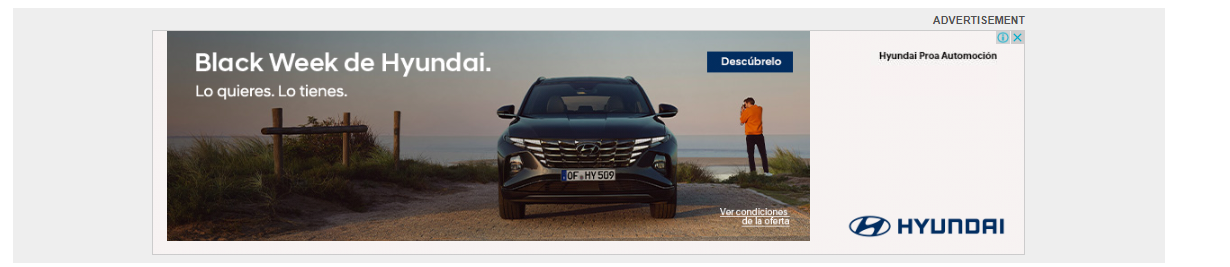 ADVERTISEMENT
Black Week de Hyundai.
Lo quieres. Lo tienes.
Descúbrelo
Hyundai Proa Automoción
OF HY 509
Ver condiciones
de la oferta
HYUNDAI